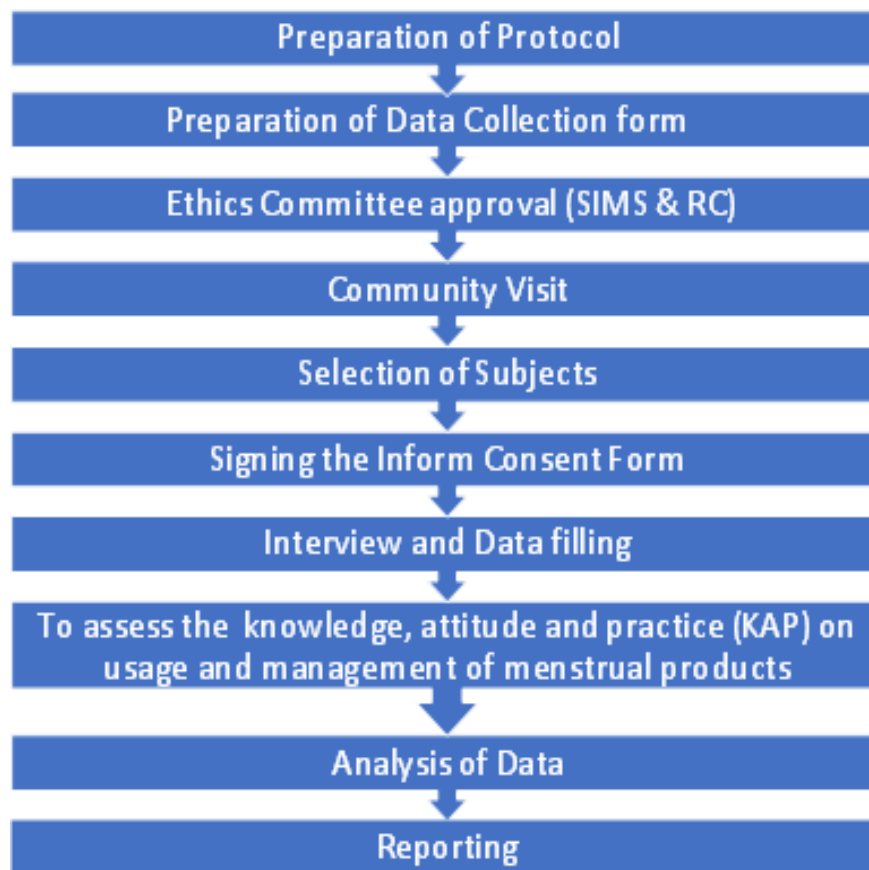 Preparation of Protocol
Preparation of Data Collection form
Ethics Committee approval (SIMS & RC)
Community Visit
Selection of Subjects
Signing the Inform Consent Form
Interview and Data filling
To assess the knowledge, attitude and practice (KAP) on
usage and management of menstrual products
Analysis of Data
Reporting